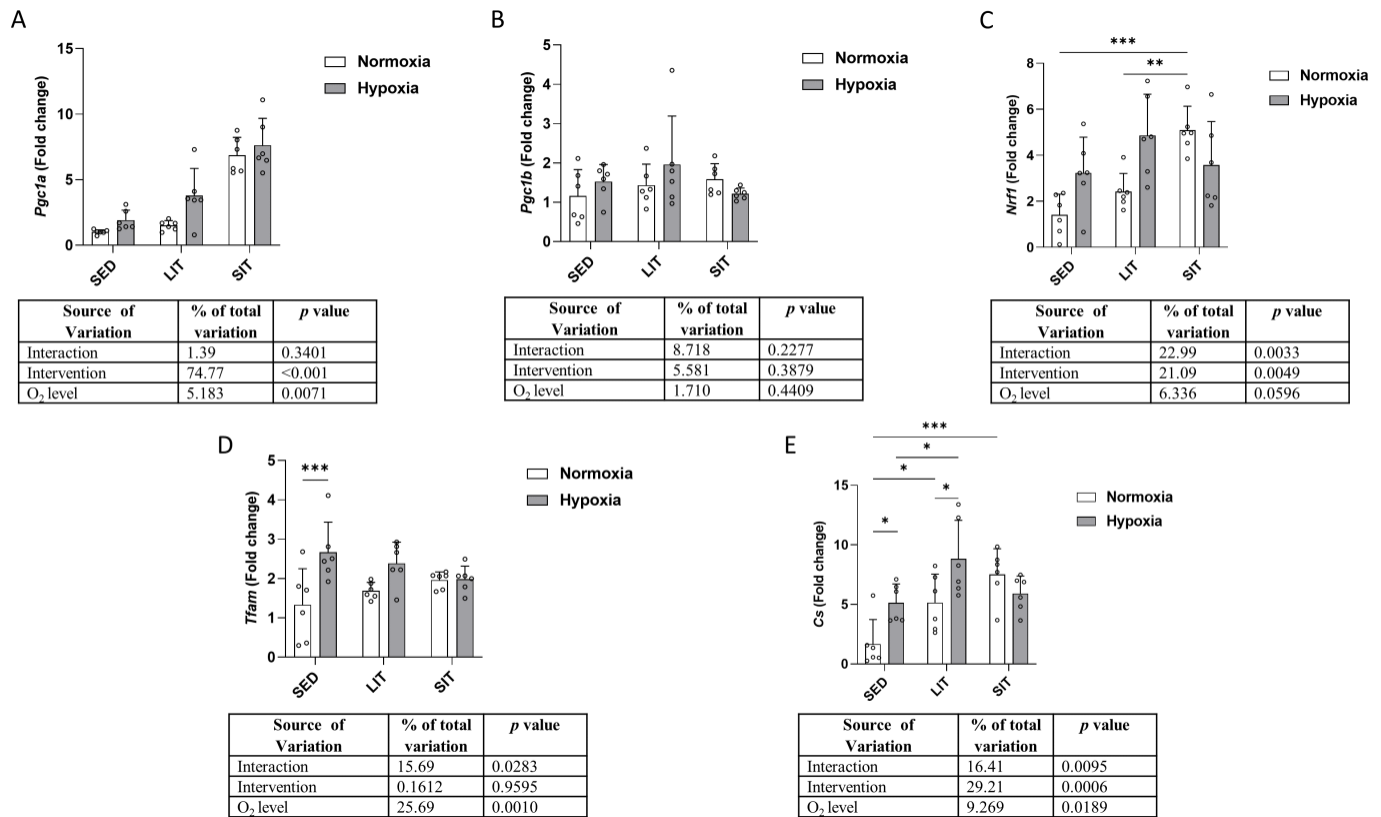 A
B
C
15
10
5
0
Pgc1a (Fold change)
SED
LIT
SIT
Normoxia
Hypoxia
5
4
3
2
1
0
Pgc1b (Fold change)
SED
LIT
SIT
Normoxia
Hypoxia
***
**
8
6
4
2
0
Nrf1 (Fold change)
SED
LIT
SIT
Normoxia
Hypoxia
Source of Variation % of total variation p value
Interaction 1.39 0.3401
Intervention 74.77 <0.001
O2 level 5.183 0.0071
Source of Variation % of total variation p value
Interaction 8.718 0.2277
Intervention 5.581 0.3879
O2 level 1.710 0.4409
Source of Variation % of total variation p value
Interaction 22.99 0.0033
Intervention 21.09 0.0049
O2 level 6.336 0.0596
D
E
***
5
4
3
2
1
0
Tfam (Fold change)
SED
LIT
SIT
Normoxia
Hypoxia
***
*
*
*
*
15
10
5
0
Cs (Fold change)
SED
LIT
SIT
Normoxia
Hypoxia
Source of Variation % of total variation p value
Interaction 15.69 0.0283
Intervention 0.1612 0.9595
O2 level 25.69 0.0010
Source of Variation % of total variation p value
Interaction 16.41 0.0095
Intervention 29.21 0.0006
O2 level 9.269 0.0189